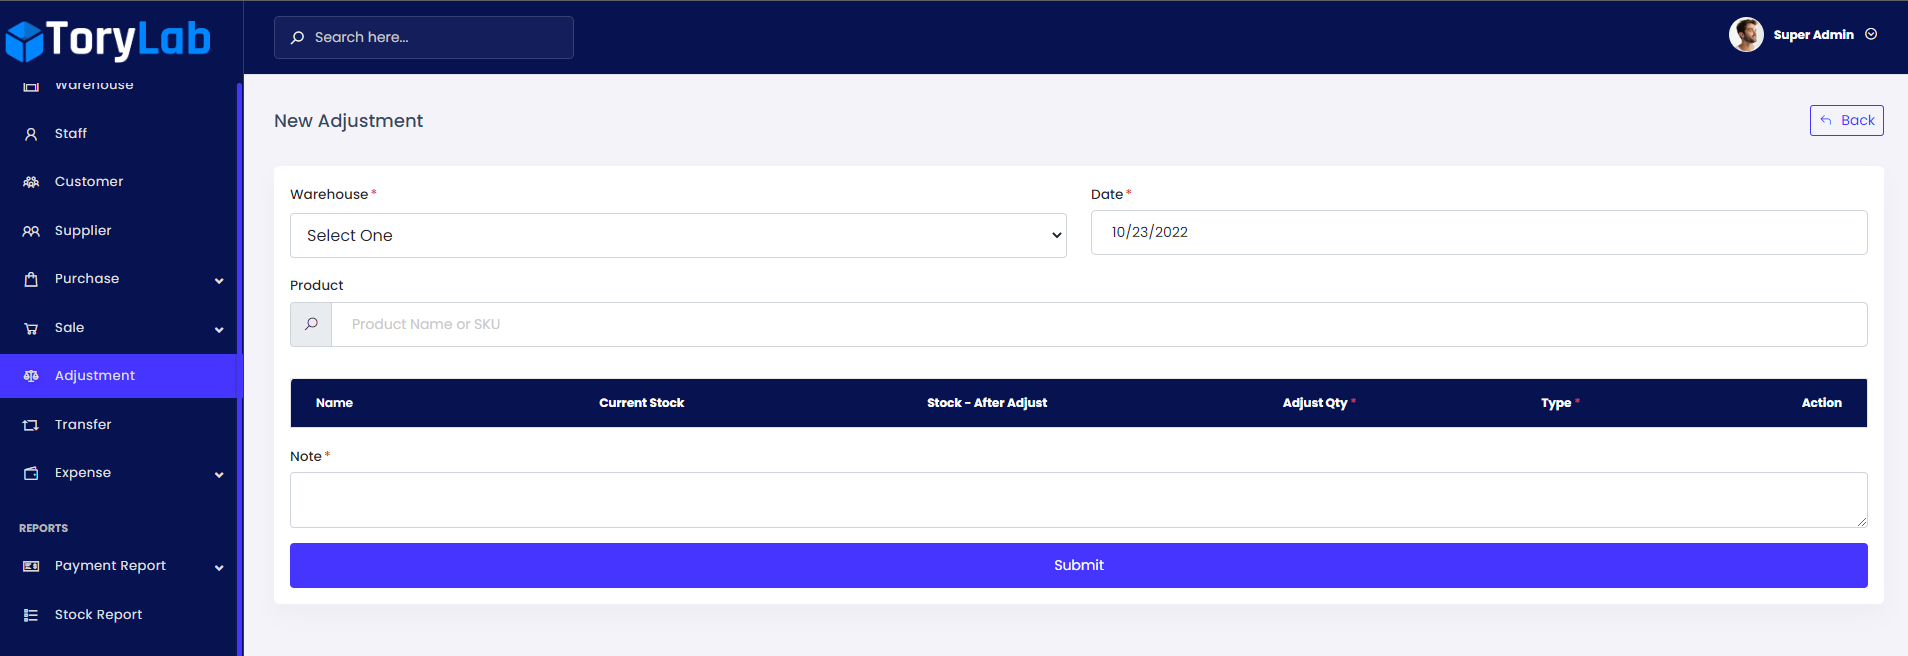 ToryLab
Search here...
Super Admin
Warehouse
Staff
Customer
Supplier
Purchase
Sale
Adjustment
Transfer
Expense
REPORTS
Payment Report
Stock Report
New Adjustment
Back
Warehouse *
Date *
Select One
10/23/2022
Product
Product Name or SKU
Name Current Stock Stock - After Adjust Adjust Qty * Type * Action
Note *
Submit